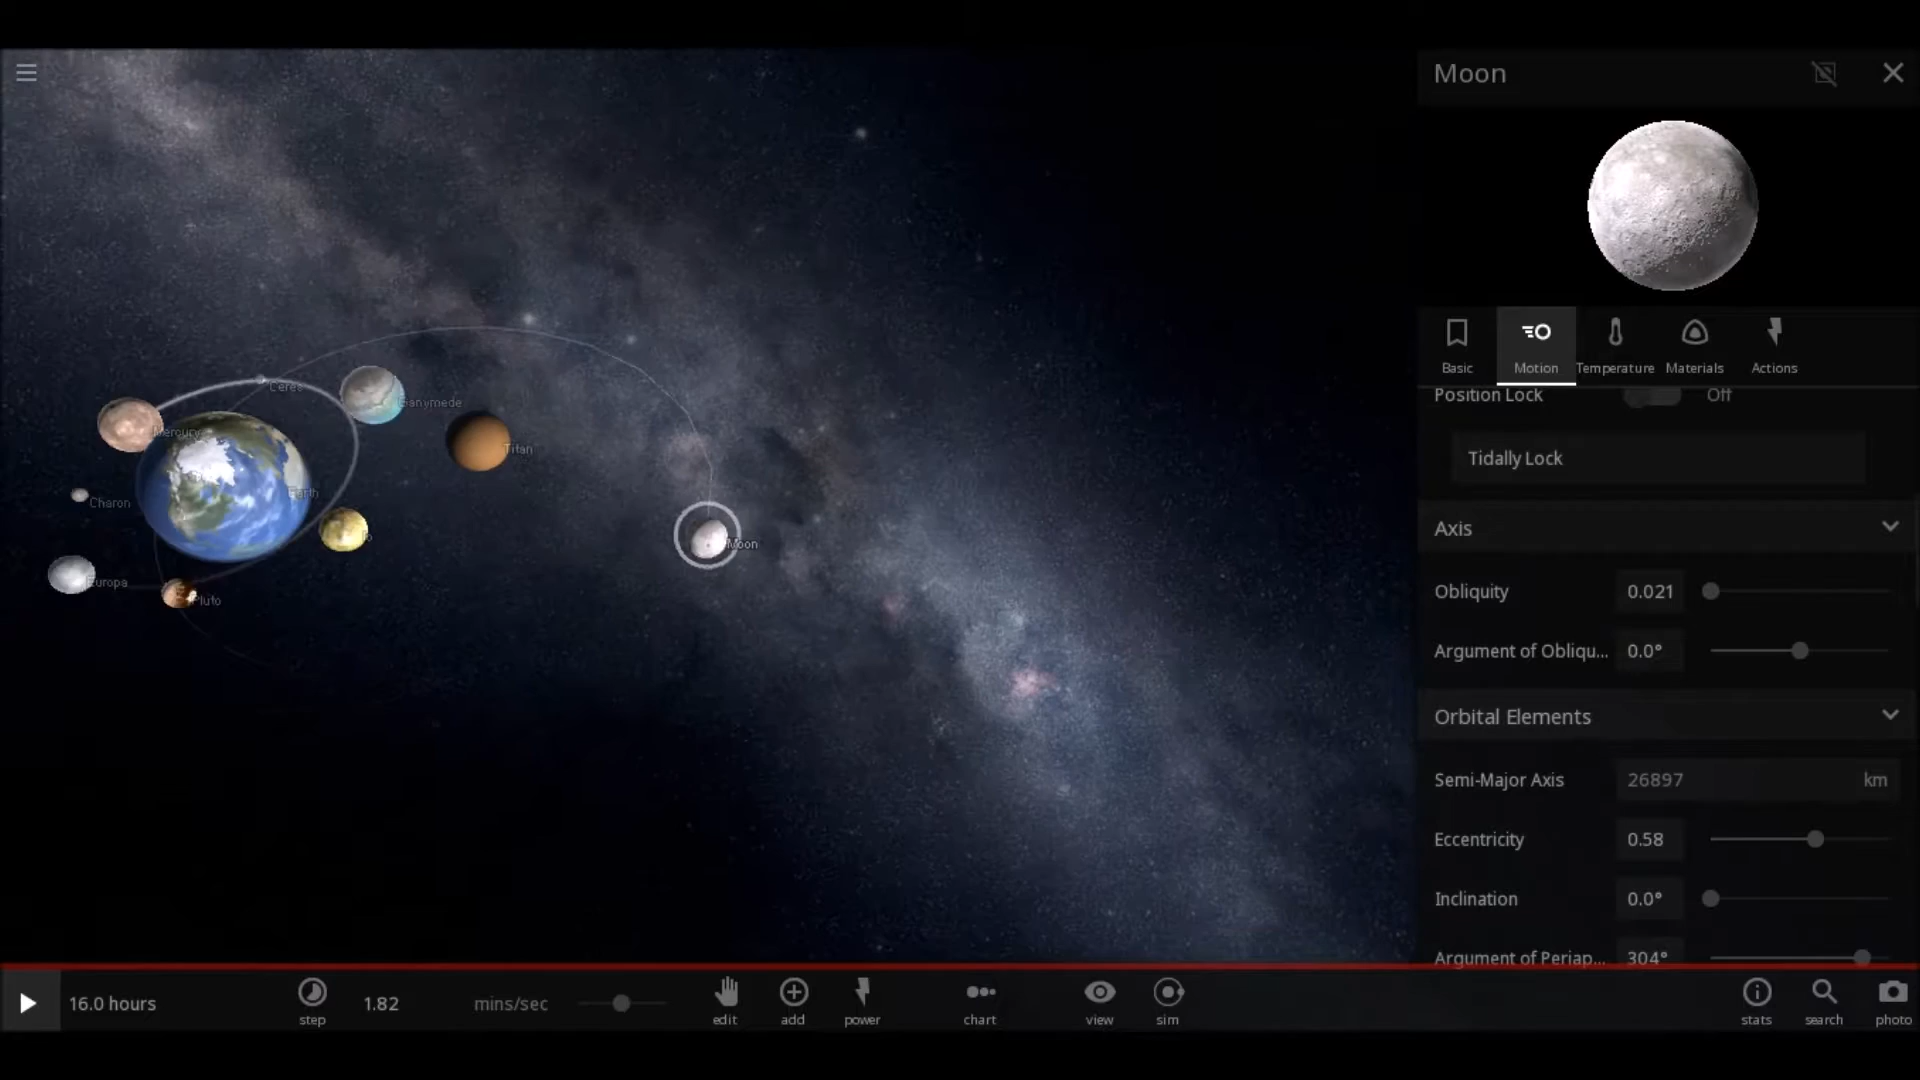 Moon
Basic
Motion
Temperature
Materials
Actions
Position Lock
Off
Tidally Lock
Axis
Obliquity
0.021
Argument of Obliqu...
0.0°
Orbital Elements
Semi-Major Axis
26897
km
Eccentricity
0.58
Inclination
0.0°
Argument of Periap...
304°
Ceres
Ganymede
Mercury
Titan
Earth
Charon
Io
Moon
Europa
Pluto
16.0 hours
step
1.82
mins/sec
edit
add
power
chart
view
sim
stats
search
photo